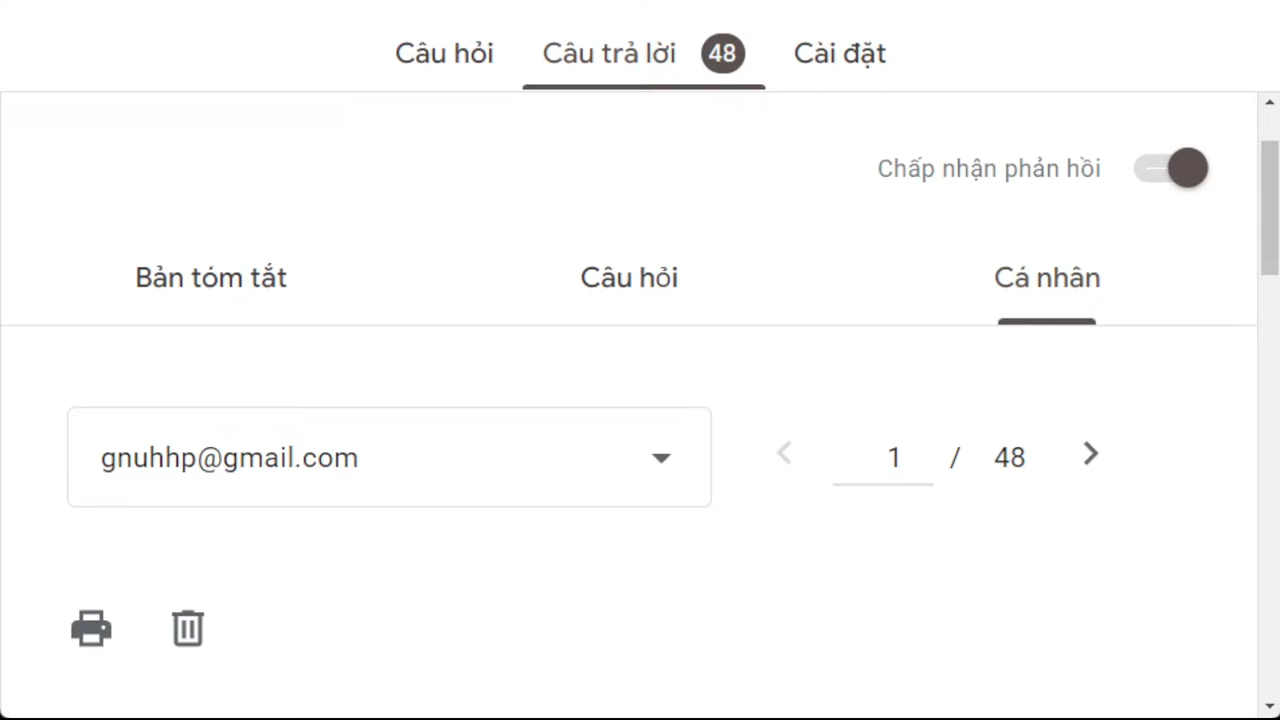 Câu hỏi Câu trả lời 48 Cài đặt
Chấp nhận phản hồi
Bản tóm tắt Câu hỏi Cá nhân
gnuhhp@gmail.com 1 / 48